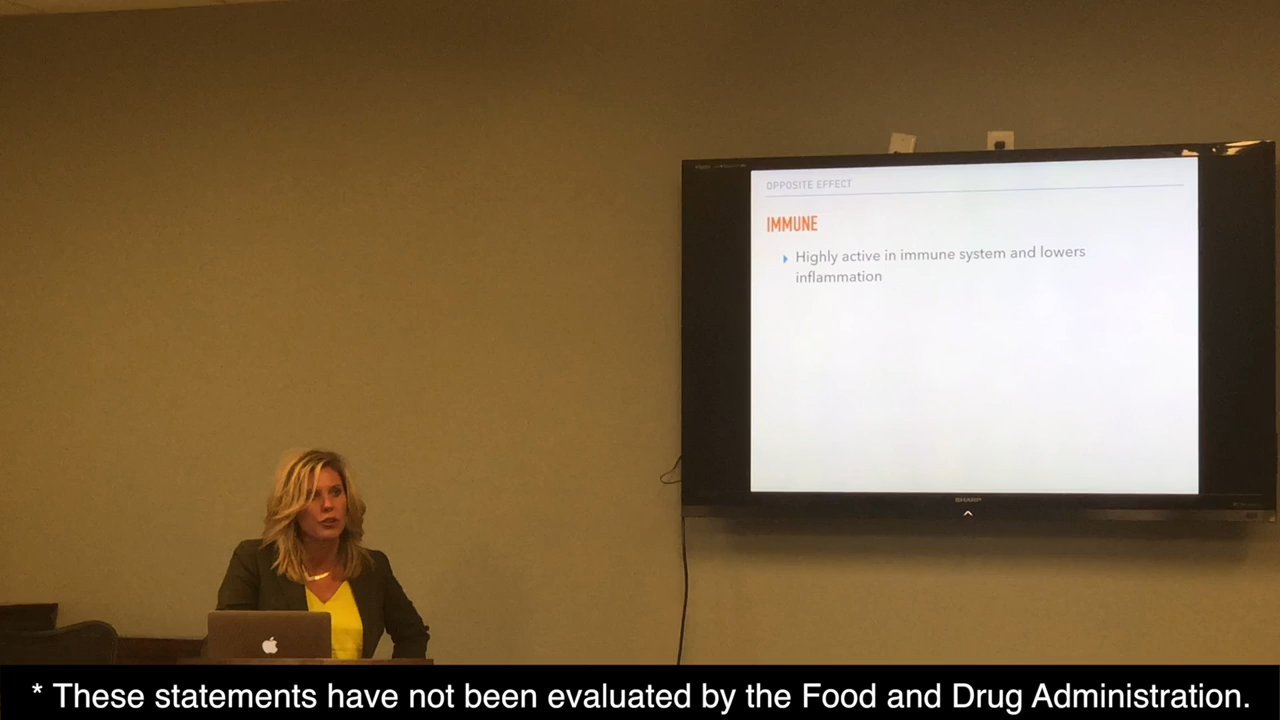 OPPOSITE EFFECT
IMMUNE
Highly active in immune system and lowers
inflammation
SHARP
* These statements have not been evaluated by the Food and Drug Administration.